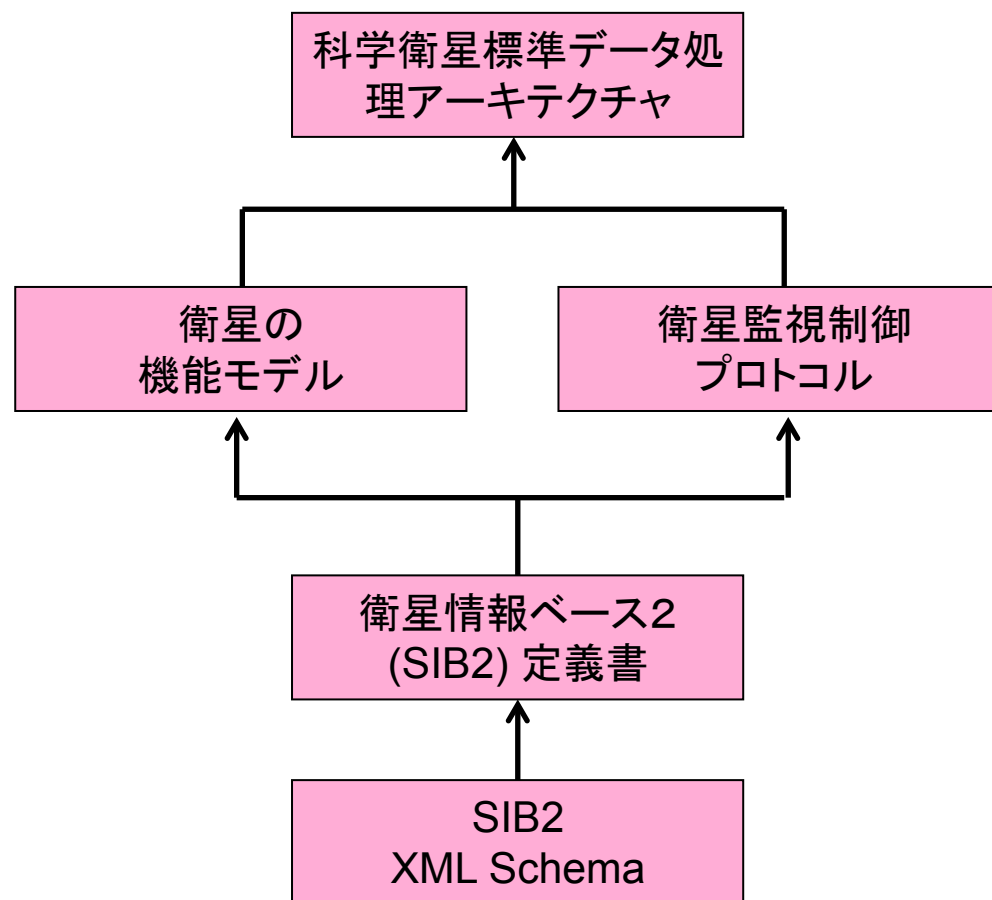 科学衛星標準データ処
理アーキテクチャ
衛星の
機能モデル
衛星監視制御
プロトコル
衛星情報ベース２
(SIB2) 定義書
SIB2
XML Schema